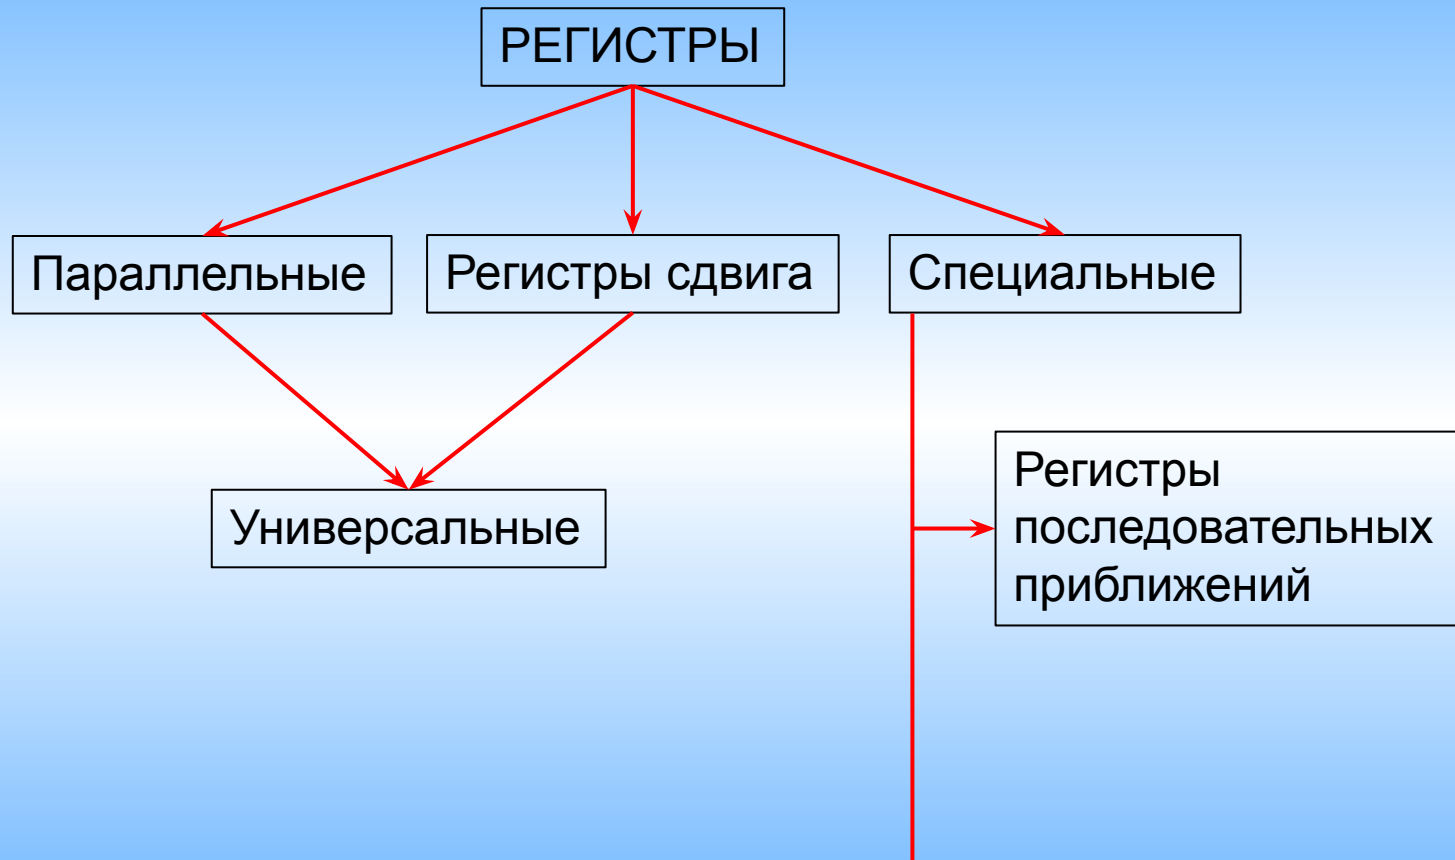 РЕГИСТРЫ
Параллельные
Регистры сдвига
Специальные
Универсальные
Регистры
последовательных
приближений